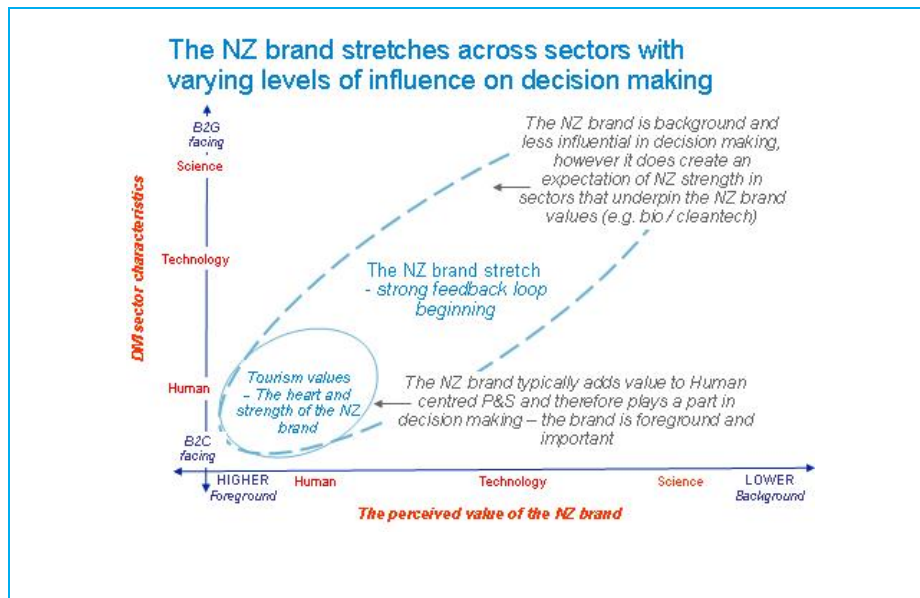 The NZ brand stretches across sectors with
varying levels of influence on decision making
B2G
facing
Science
Technology
Human
B2C
facing
DM sector characteristics
The NZ brand is background and
less influential in decision making,
however it does create an
expectation of NZ strength in
sectors that underpin the NZ brand
values (e.g. bio / cleantech)
The NZ brand stretch
- strong feedback loop
beginning
Tourism values
– The heart and
strength of the NZ
brand
The NZ brand typically adds value to Human
centred P&S and therefore plays a part in
decision making – the brand is foreground and
important
HIGHER
Foreground
Human
Technology
Science
LOWER
Background
The perceived value of the NZ brand